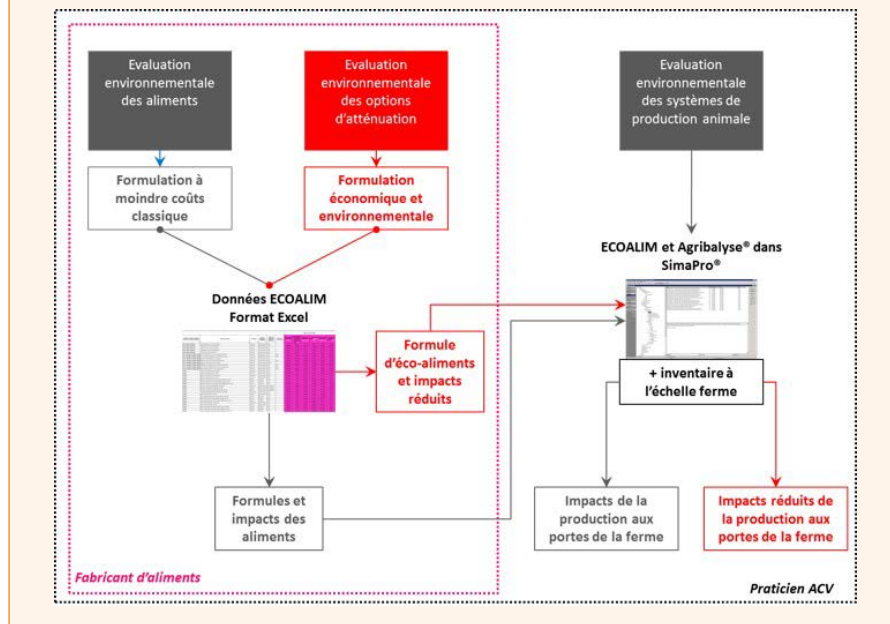 Evaluation
environnementale
des aliments
Evaluation
environnementale
des options
d'atténuation
Evaluation
environnementale
des systèmes de
production animale
Formulation à
moindre coûts
classique
Formulation
économique et
environnementale
ECOALIM et Agribalyse® dans
SimaPro®
Données ECOALIM
Format Excel
Formule
d'éco-aliments
et impacts
réduits
+ inventaire à
l'échelle ferme
Formules et
impacts des
aliments
Impacts de la
production aux
portes de la ferme
Impacts réduits de
la production aux
portes de la ferme
Fabricant d'aliments
Praticien ACV